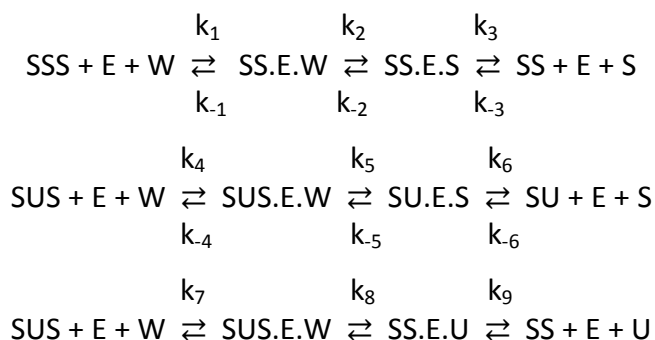 k₁ k₂ k₃
SSS + E + W ⇄ SS.E.W ⇄ SS.E.S ⇄ SS + E + S
k₋₁ k₋₂ k₋₃
k₄ k₅ k₆
SUS + E + W ⇄ SUS.E.W ⇄ SU.E.S ⇄ SU + E + S
k₋₄ k₋₅ k₋₆
k₇ k₈ k₉
SUS + E + W ⇄ SUS.E.W ⇄ SS.E.U ⇄ SS + E + U